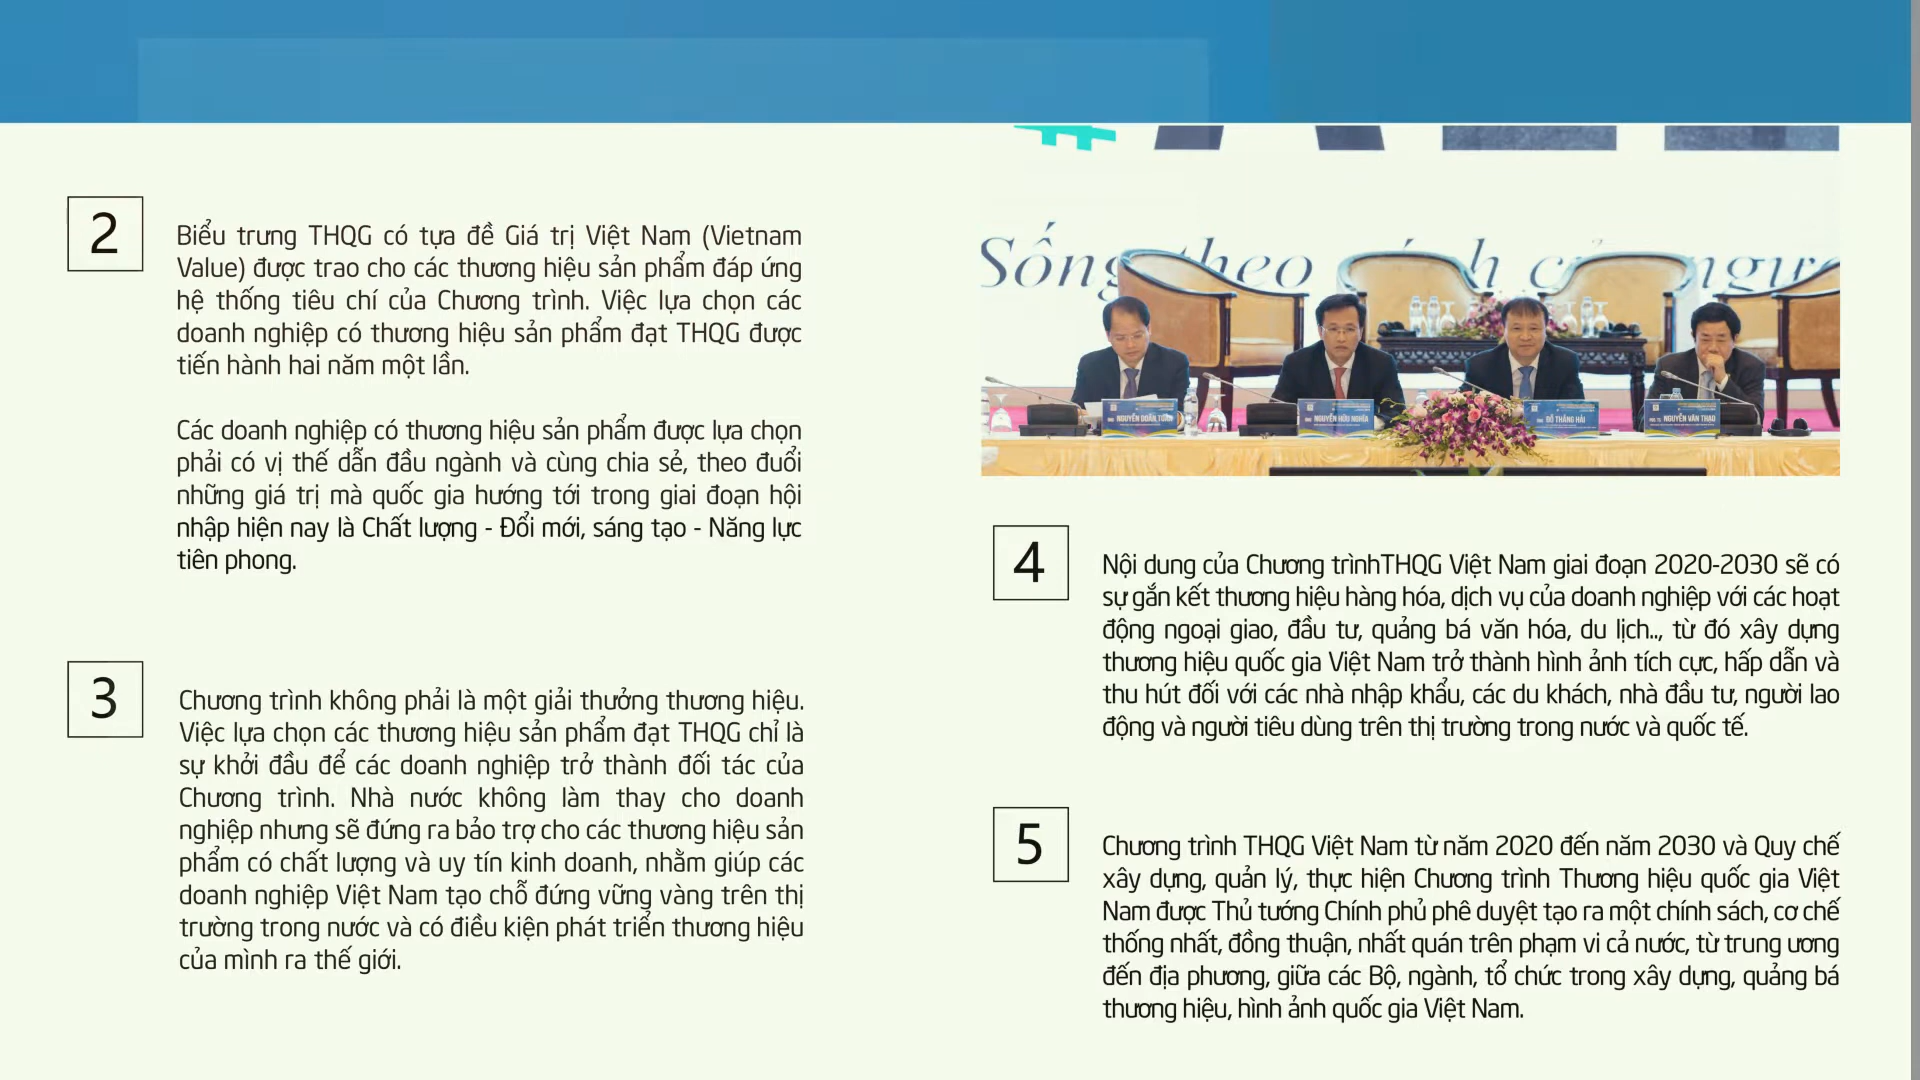 2
Biểu trưng THQG có tựa đề Giá trị Việt Nam (Vietnam
Value) được trao cho các thương hiệu sản phẩm đáp ứng
hệ thống tiêu chí của Chương trình. Việc lựa chọn các
doanh nghiệp có thương hiệu sản phẩm đạt THQG được
tiến hành hai năm một lần.
Các doanh nghiệp có thương hiệu sản phẩm được lựa chọn
phải có vị thế dẫn đầu ngành và cùng chia sẻ, theo đuổi
những giá trị mà quốc gia hướng tới trong giai đoạn hội
nhập hiện nay là Chất lượng - Đổi mới, sáng tạo - Năng lực
tiên phong.
3
Chương trình không phải là một giải thưởng thương hiệu.
Việc lựa chọn các thương hiệu sản phẩm đạt THQG chỉ là
sự khởi đầu để các doanh nghiệp trở thành đối tác của
Chương trình. Nhà nước không làm thay cho doanh
nghiệp nhưng sẽ đứng ra bảo trợ cho các thương hiệu sản
phẩm có chất lượng và uy tín kinh doanh, nhằm giúp các
doanh nghiệp Việt Nam tạo chỗ đứng vững vàng trên thị
trường trong nước và có điều kiện phát triển thương hiệu
của mình ra thế giới.
Sống theo
NGUYỄN DOÃN TOẢN
NGUYỄN HỮU NGHĨA
ĐỖ THẮNG HẢI
NGUYỄN VĂN THẠO
4
Nội dung của Chương trìnhTHQG Việt Nam giai đoạn 2020-2030 sẽ có
sự gắn kết thương hiệu hàng hóa, dịch vụ của doanh nghiệp với các hoạt
động ngoại giao, đầu tư, quảng bá văn hóa, du lịch.., từ đó xây dựng
thương hiệu quốc gia Việt Nam trở thành hình ảnh tích cực, hấp dẫn và
thu hút đối với các nhà nhập khẩu, các du khách, nhà đầu tư, người lao
động và người tiêu dùng trên thị trường trong nước và quốc tế.
5
Chương trình THQG Việt Nam từ năm 2020 đến năm 2030 và Quy chế
xây dựng, quản lý, thực hiện Chương trình Thương hiệu quốc gia Việt
Nam được Thủ tướng Chính phủ phê duyệt tạo ra một chính sách, cơ chế
thống nhất, đồng thuận, nhất quán trên phạm vi cả nước, từ trung ương
đến địa phương, giữa các Bộ, ngành, tổ chức trong xây dựng, quảng bá
thương hiệu, hình ảnh quốc gia Việt Nam.